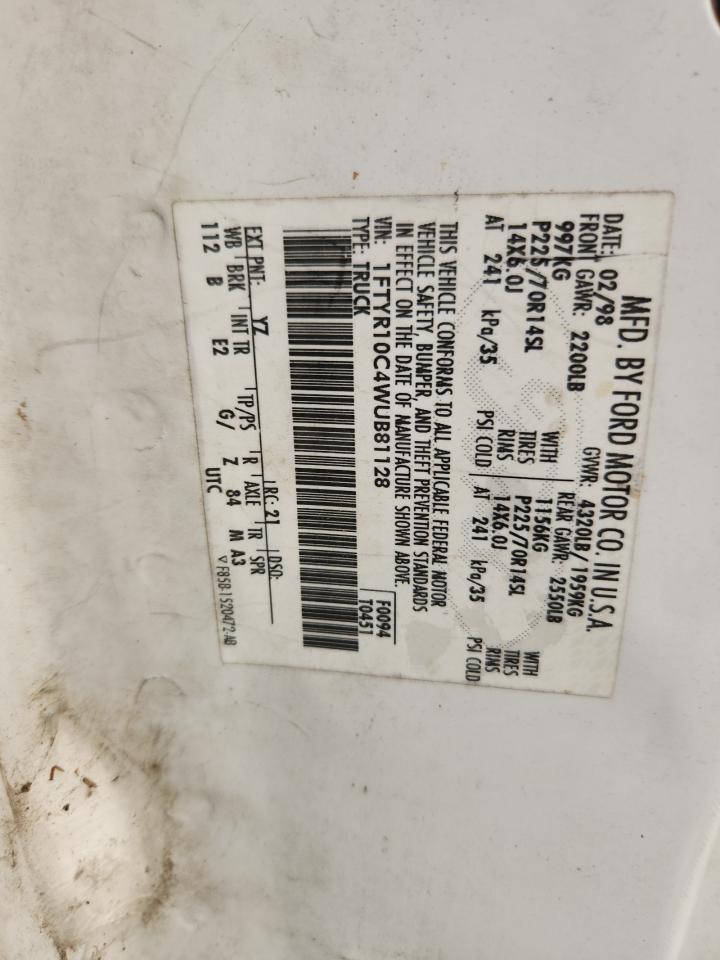 MFD. BY FORD MOTOR CO. IN U.S.A.
DATE: 02/98 GVWR: 4320LB/1959KG
FRONT GAWR: 2200LB REAR GAWR: 2550LB
997KG WITH 1156KG WITH
P225/70R14SL TIRES P225/70R14SL TIRES
14X6.0J RIMS 14X6.0J RIMS
AT 241 kPa/35 PSI COLD AT 241 kPa/35 PSI COLD
THIS VEHICLE CONFORMS TO ALL APPLICABLE FEDERAL MOTOR
VEHICLE SAFETY, BUMPER, AND THEFT PREVENTION STANDARDS
IN EFFECT ON THE DATE OF MANUFACTURE SHOWN ABOVE.
VIN: 1FTYR10C4WUB81128 F0094
TYPE: TRUCK T0451
EXT PNT: YZ RC: 21 DSO:
WB BRK INT TR TP/PS R AXLE TR SPR
112 B E2 G/ Z 84 M A3
UTC ▽F85B-1520472-AB